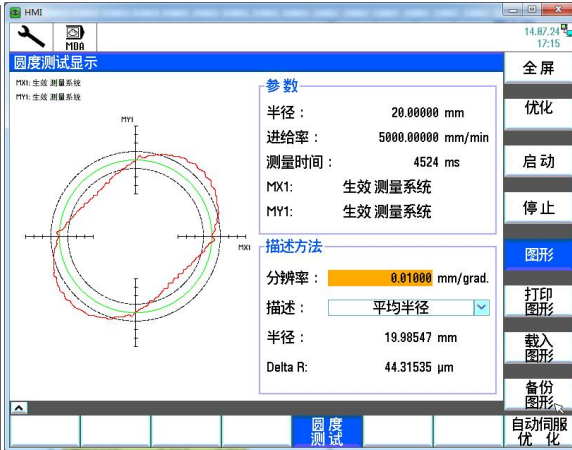 HMI
MDA
14.07.24
17:15
圆度测试显示
MX1: 生效 测量系统
MY1: 生效 测量系统
MY1
MX1
参数
半径： 20.00000 mm
进给率： 5000.00000 mm/min
测量时间： 4524 ms
MX1: 生效 测量系统
MY1: 生效 测量系统
描述方法
分辨率： 0.01000 mm/grad.
描述： 平均半径
半径： 19.98547 mm
Delta R: 44.31535 µm
全屏
优化
启动
停止
图形
打印
图形
载入
图形
备份
图形
圆度
测试
自动伺服
优 化